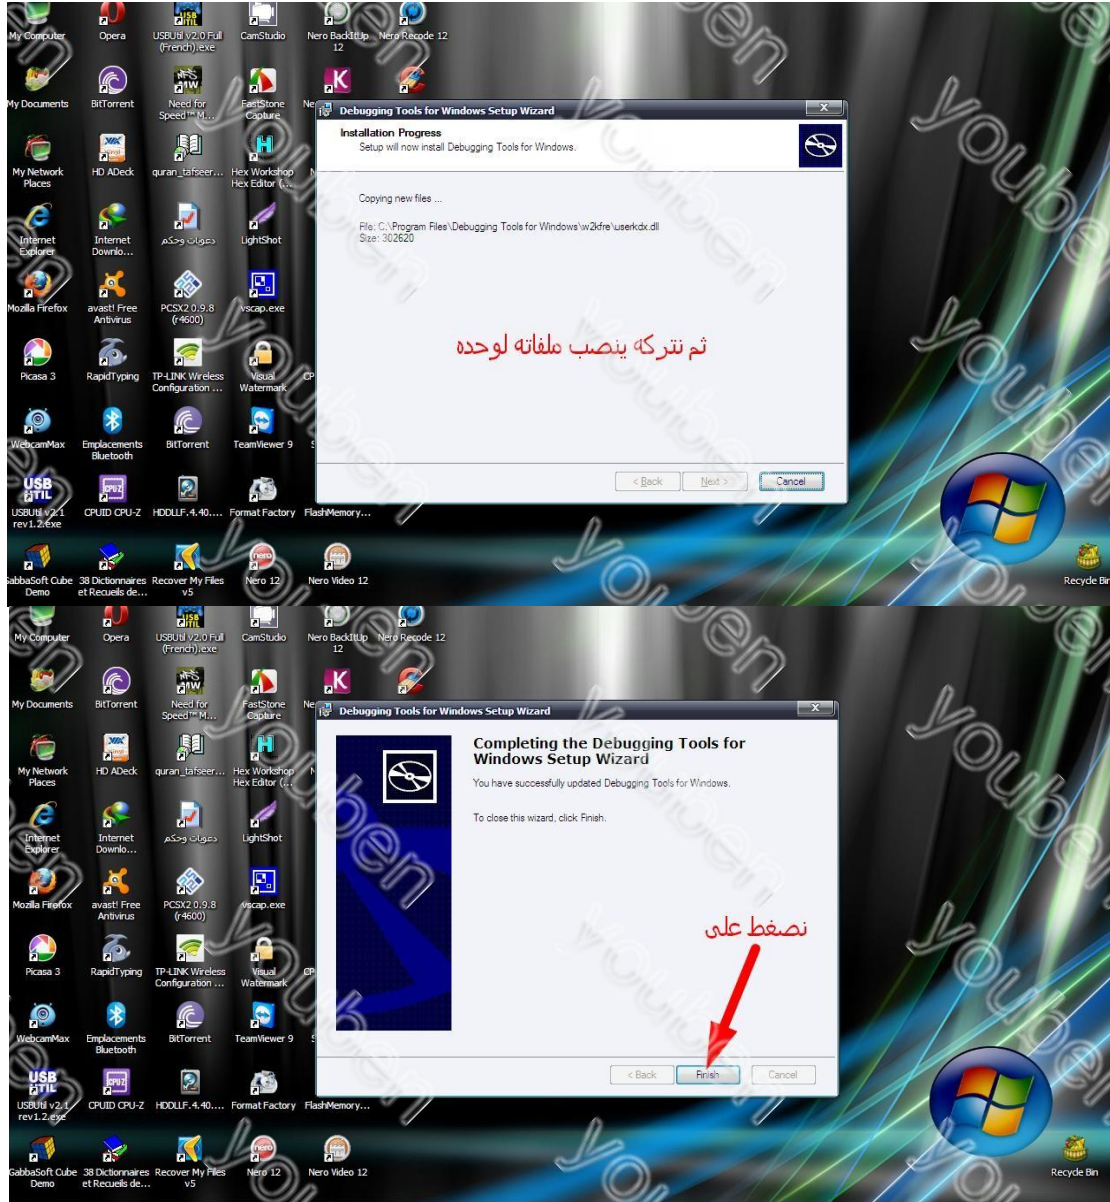 My Computer
Opera
USBUtil v2.0 Full
(French).exe
CamStudio
Nero BackItUp
12
Nero Recode 12
My Documents
BitTorrent
Need for
Speed™ M...
FastStone
Capture
Ne
My Network
Places
HD ADeck
quran_tafseer...
Hex Workshop
Hex Editor (...
Internet
Explorer
Internet
Downlo...
دعوات وحكم
LightShot
Mozilla Firefox
avast! Free
Antivirus
PCSX2 0.9.8
(r4600)
vscap.exe
Picasa 3
RapidTyping
TP-LINK Wireless
Configuration ...
Visual
Watermark
CP
WebcamMax
Emplacements
Bluetooth
BitTorrent
TeamViewer 9
USBUtil v2.1
rev1.2.exe
CPUID CPU-Z
HDDLLF.4.40....
Format Factory
FlashMemory...
GabbaSoft Cube
Demo
38 Dictionnaires
et Recueils de...
Recover My Files
v5
Nero 12
Nero Video 12
Recycle Bin
Debugging Tools for Windows Setup Wizard
Installation Progress
Setup will now install Debugging Tools for Windows.
Copying new files ...
File: C:\Program Files\Debugging Tools for Windows\w2kfre\userkdx.dll
Size: 302620
ثم نتركه ينصب ملفاته لوحده
< Back
Next >
Cancel
youben
My Computer
Opera
USBUtil v2.0 Full
(French).exe
CamStudio
Nero BackItUp
12
Nero Recode 12
My Documents
BitTorrent
Need for
Speed™ M...
FastStone
Capture
Ne
My Network
Places
HD ADeck
quran_tafseer...
Hex Workshop
Hex Editor (...
Internet
Explorer
Internet
Downlo...
دعوات وحكم
LightShot
Mozilla Firefox
avast! Free
Antivirus
PCSX2 0.9.8
(r4600)
vscap.exe
Picasa 3
RapidTyping
TP-LINK Wireless
Configuration ...
Visual
Watermark
CP
WebcamMax
Emplacements
Bluetooth
BitTorrent
TeamViewer 9
USBUtil v2.1
rev1.2.exe
CPUID CPU-Z
HDDLLF.4.40....
Format Factory
FlashMemory...
GabbaSoft Cube
Demo
38 Dictionnaires
et Recueils de...
Recover My Files
v5
Nero 12
Nero Video 12
Recycle Bin
Debugging Tools for Windows Setup Wizard
Completing the Debugging Tools for
Windows Setup Wizard
You have successfully updated Debugging Tools for Windows.
To close this wizard, click Finish.
نضغط على
< Back
Finish
Cancel
youben